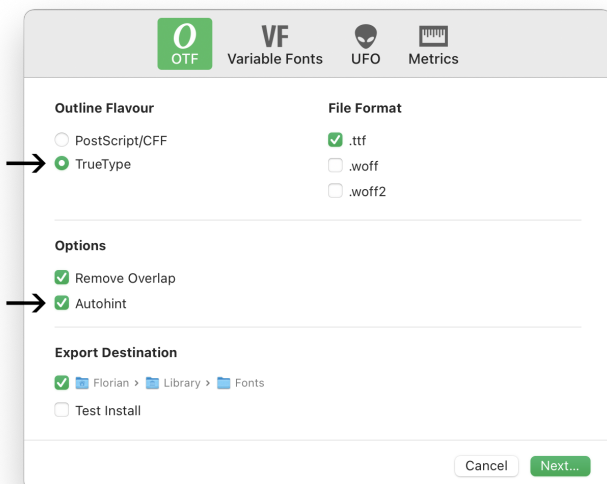 OTF
Variable Fonts
UFO
Metrics
Outline Flavour
PostScript/CFF
TrueType
File Format
.ttf
.woff
.woff2
Options
Remove Overlap
Autohint
Export Destination
Florian › Library › Fonts
Test Install
Cancel
Next...